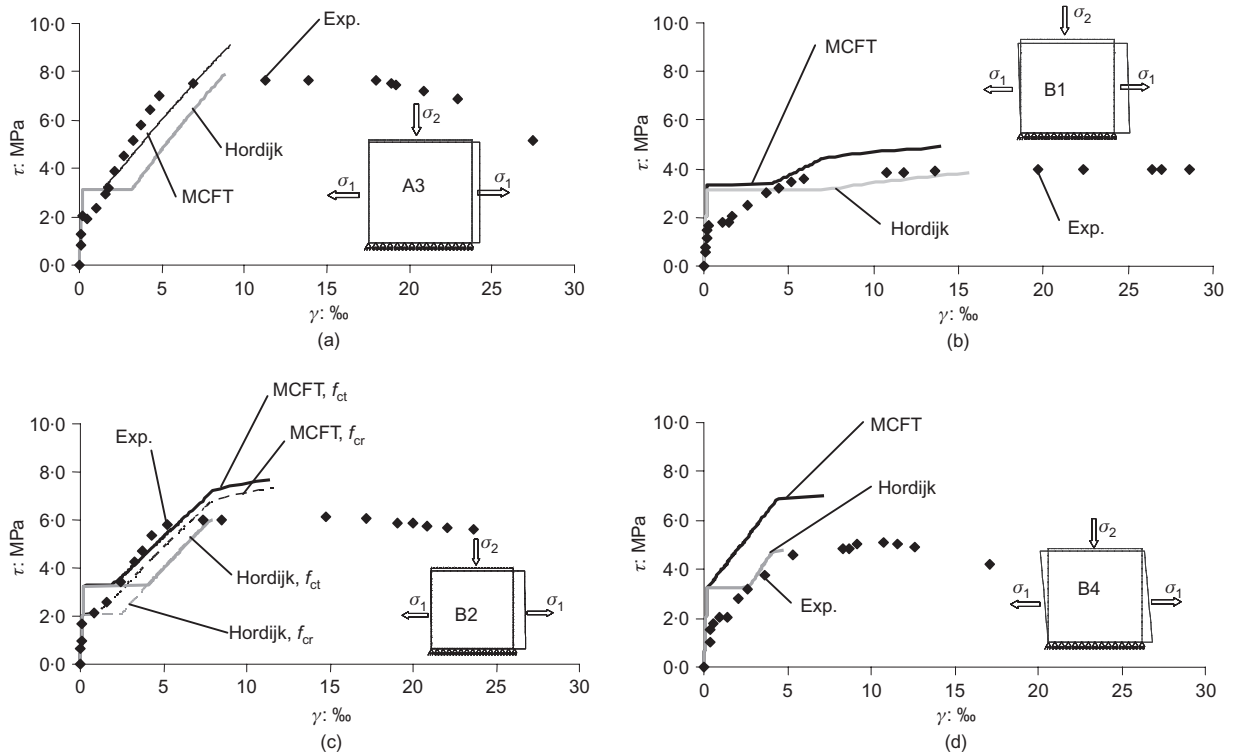 10·0
8·0
6·0
4·0
2·0
0·0
τ: MPa
0
5
10
15
20
25
30
γ: ‰
Exp.
Hordijk
MCFT
σ2
σ1
A3
σ1
(a)
10·0
8·0
6·0
4·0
2·0
0·0
τ: MPa
0
5
10
15
20
25
30
γ: ‰
MCFT
Hordijk
Exp.
σ2
σ1
B1
σ1
(b)
10·0
8·0
6·0
4·0
2·0
0·0
τ: MPa
0
5
10
15
20
25
30
γ: ‰
MCFT, fct
MCFT, fcr
Exp.
Hordijk, fct
Hordijk, fcr
σ2
σ1
B2
σ1
(c)
10·0
8·0
6·0
4·0
2·0
0·0
τ: MPa
0
5
10
15
20
25
30
γ: ‰
MCFT
Hordijk
Exp.
σ2
σ1
B4
σ1
(d)